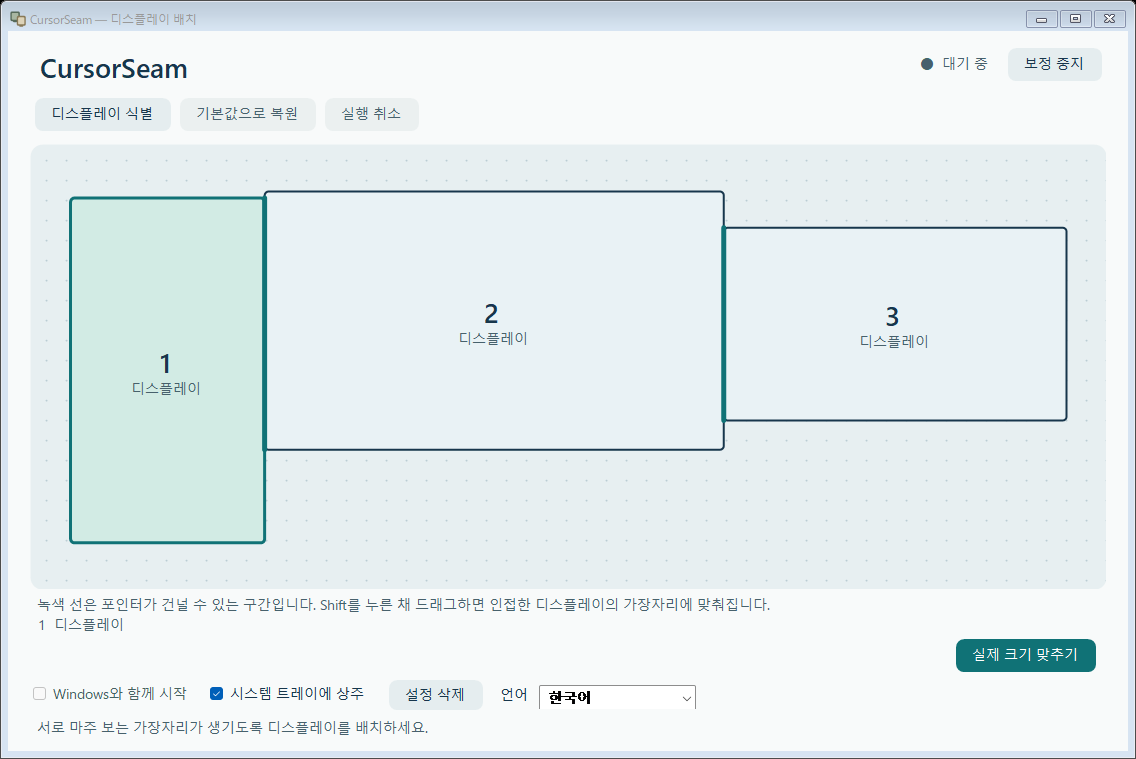 CursorSeam — 디스플레이 배치
CursorSeam
대기 중
보정 중지
디스플레이 식별
기본값으로 복원
실행 취소
1
디스플레이
2
디스플레이
3
디스플레이
녹색 선은 포인터가 건널 수 있는 구간입니다. Shift를 누른 채 드래그하면 인접한 디스플레이의 가장자리에 맞춰집니다.
1 디스플레이
실제 크기 맞추기
Windows와 함께 시작
시스템 트레이에 상주
설정 삭제
언어
한국어
서로 마주 보는 가장자리가 생기도록 디스플레이를 배치하세요.